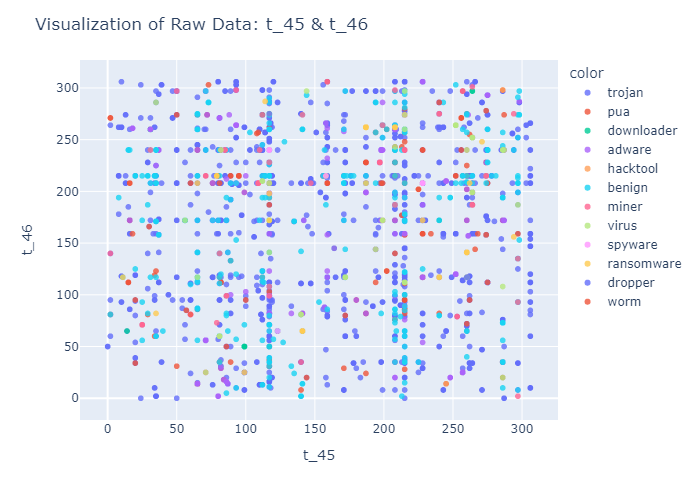 Visualization of Raw Data: t_45 & t_46
color
trojan
pua
downloader
adware
hacktool
benign
miner
virus
spyware
ransomware
dropper
worm
300
250
200
150
100
50
0
t_46
0 50 100 150 200 250 300
t_45